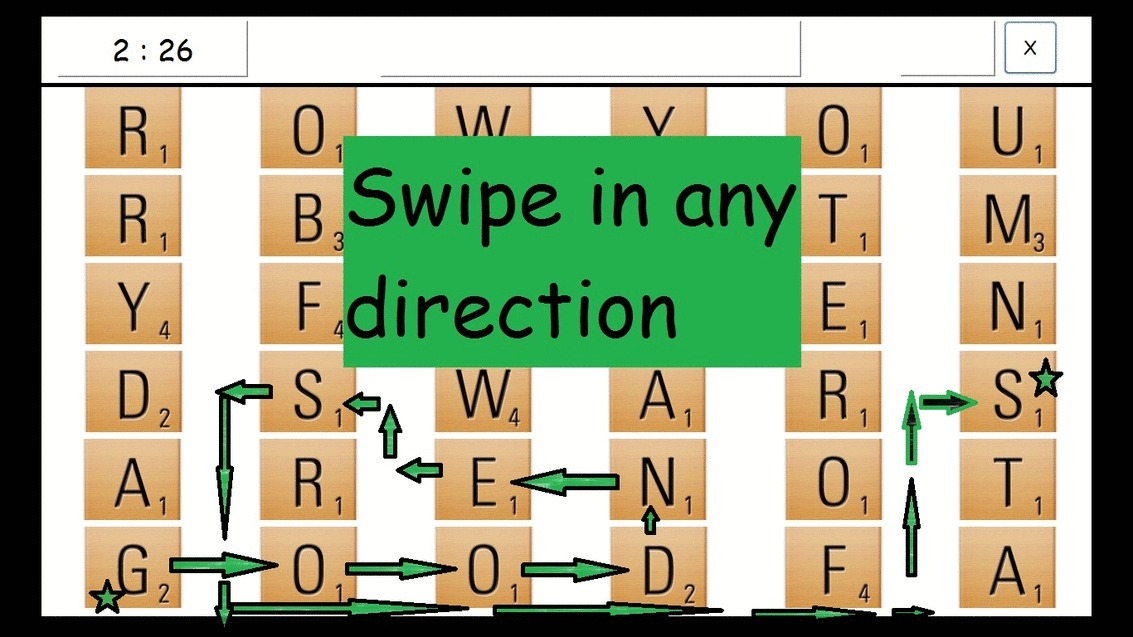 2 : 26 X
R1 O1 W Y O1 U1
R1 B3 T1 M3
Swipe in any
direction
Y4 F4 E1 N1
D2 S1 W4 A1 R1 S1
A1 R1 E1 N1 O1 T1
G2 O1 O1 D2 F4 A1